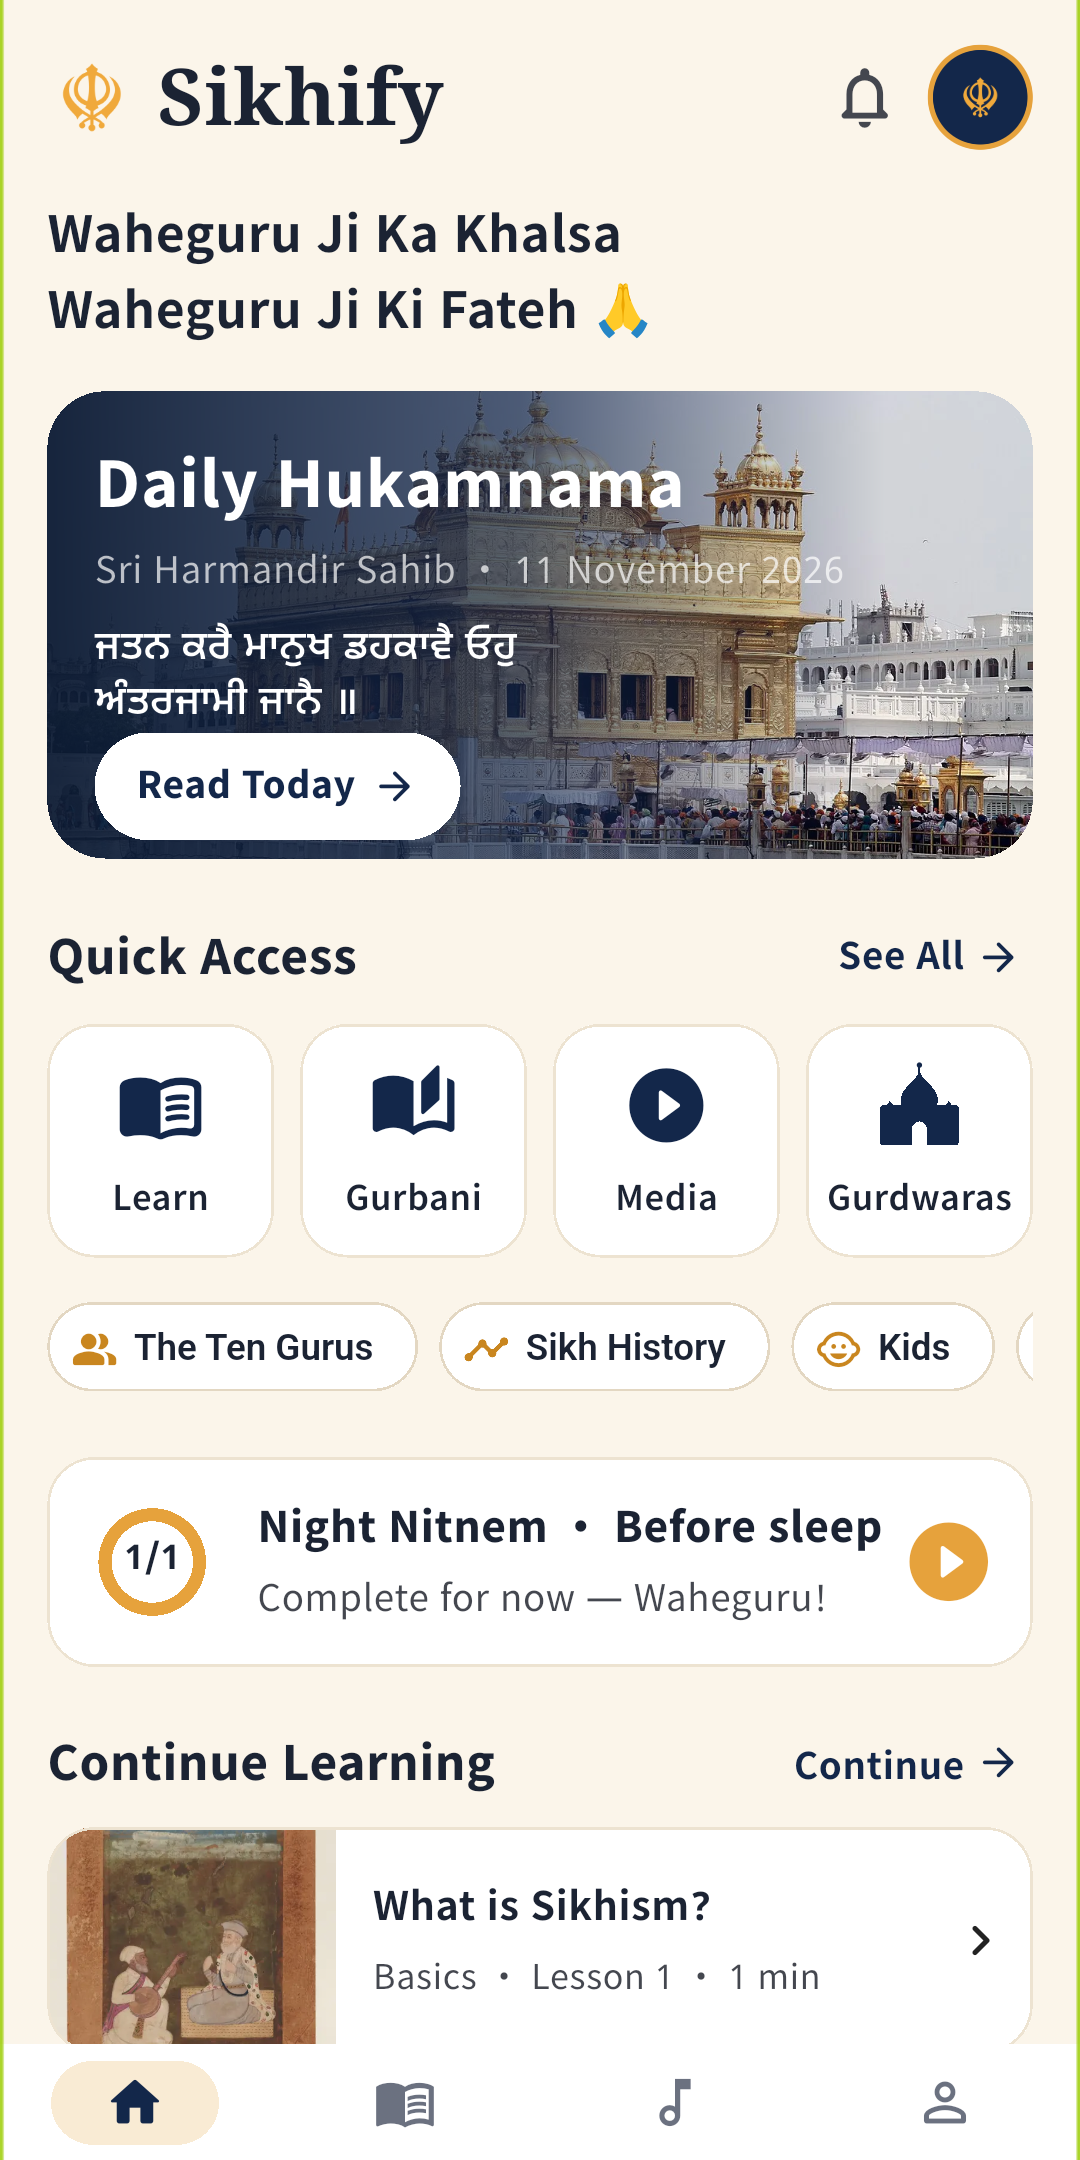 Sikhify
Waheguru Ji Ka Khalsa
Waheguru Ji Ki Fateh 🙏
Daily Hukamnama
Sri Harmandir Sahib • 11 November 2026
ਜਤਨ ਕਰੈ ਮਾਨੁਖ ਡਹਕਾਵੈ ਓਹੁ
ਅੰਤਰਜਾਮੀ ਜਾਨੈ ॥
Read Today →
Quick Access
See All →
Learn
Gurbani
Media
Gurdwaras
The Ten Gurus
Sikh History
Kids
1/1
Night Nitnem • Before sleep
Complete for now — Waheguru!
Continue Learning
Continue →
What is Sikhism?
Basics • Lesson 1 • 1 min